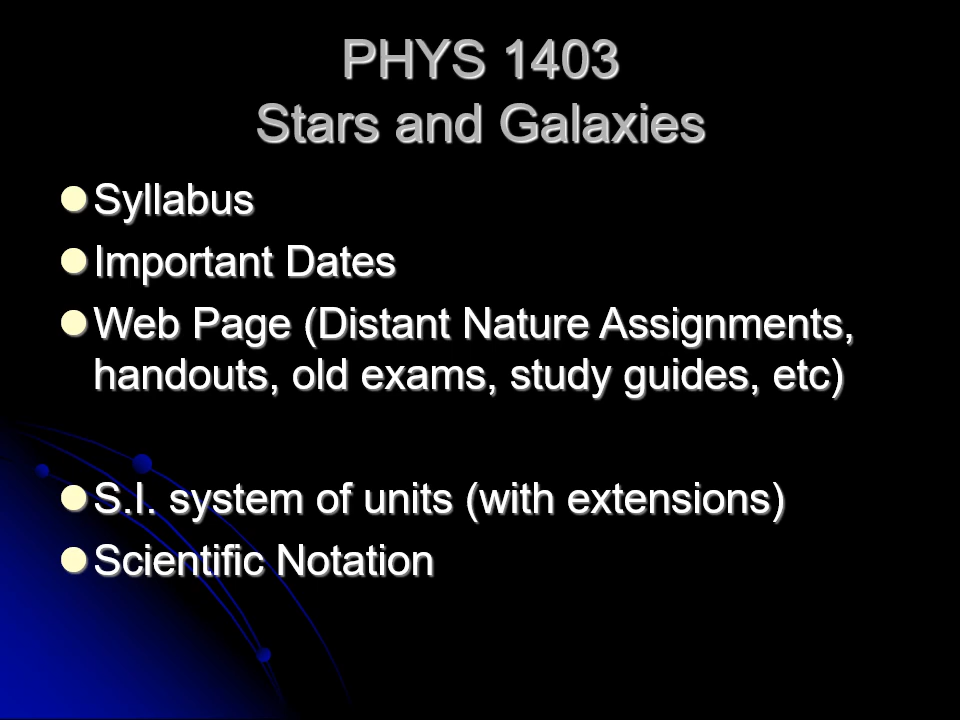 PHYS 1403
Stars and Galaxies
Syllabus
Important Dates
Web Page (Distant Nature Assignments,
handouts, old exams, study guides, etc)
S.I. system of units (with extensions)
Scientific Notation